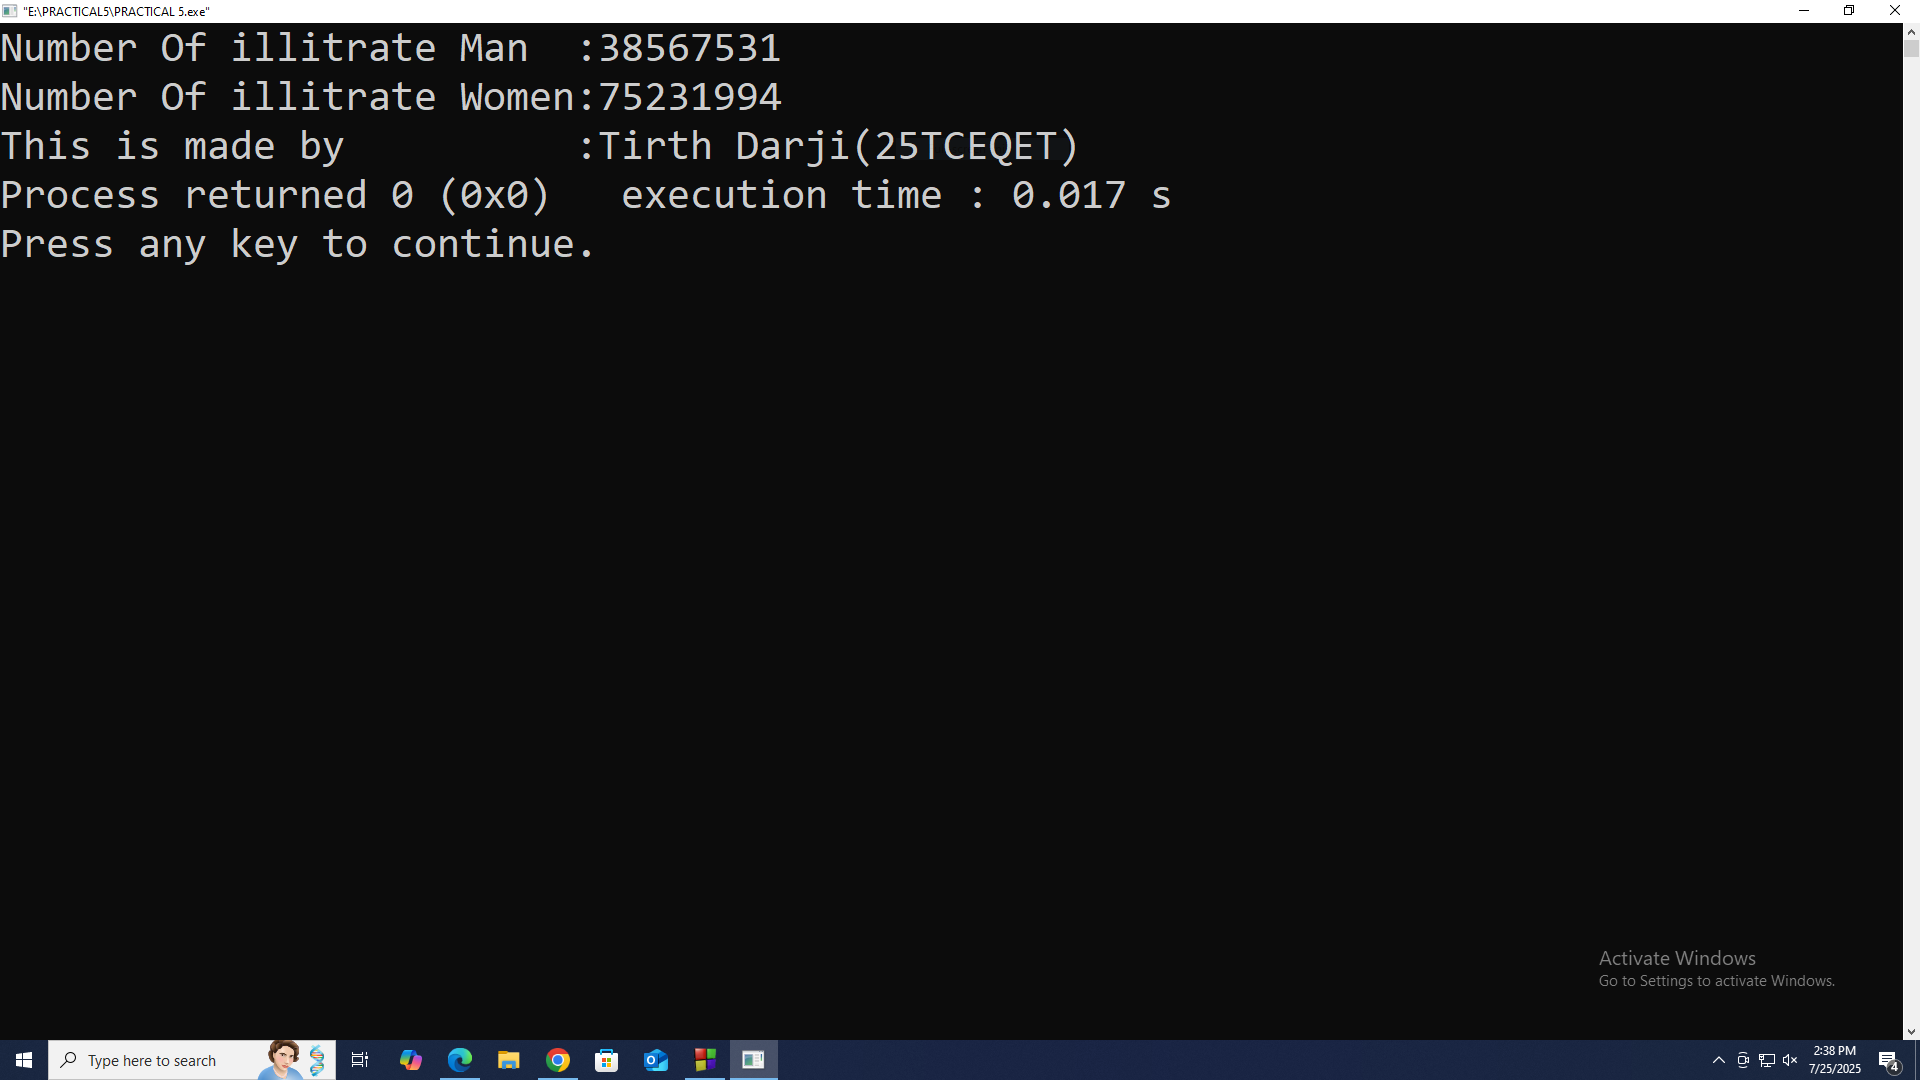 "E:\PRACTICAL5\PRACTICAL 5.exe"
Number Of illitrate Man  :38567531
Number Of illitrate Women:75231994
This is made by          :Tirth Darji(25TCEQET)
Process returned 0 (0x0)   execution time : 0.017 s
Press any key to continue.
Activate Windows
Go to Settings to activate Windows.
Type here to search
2:38 PM
7/25/2025
4